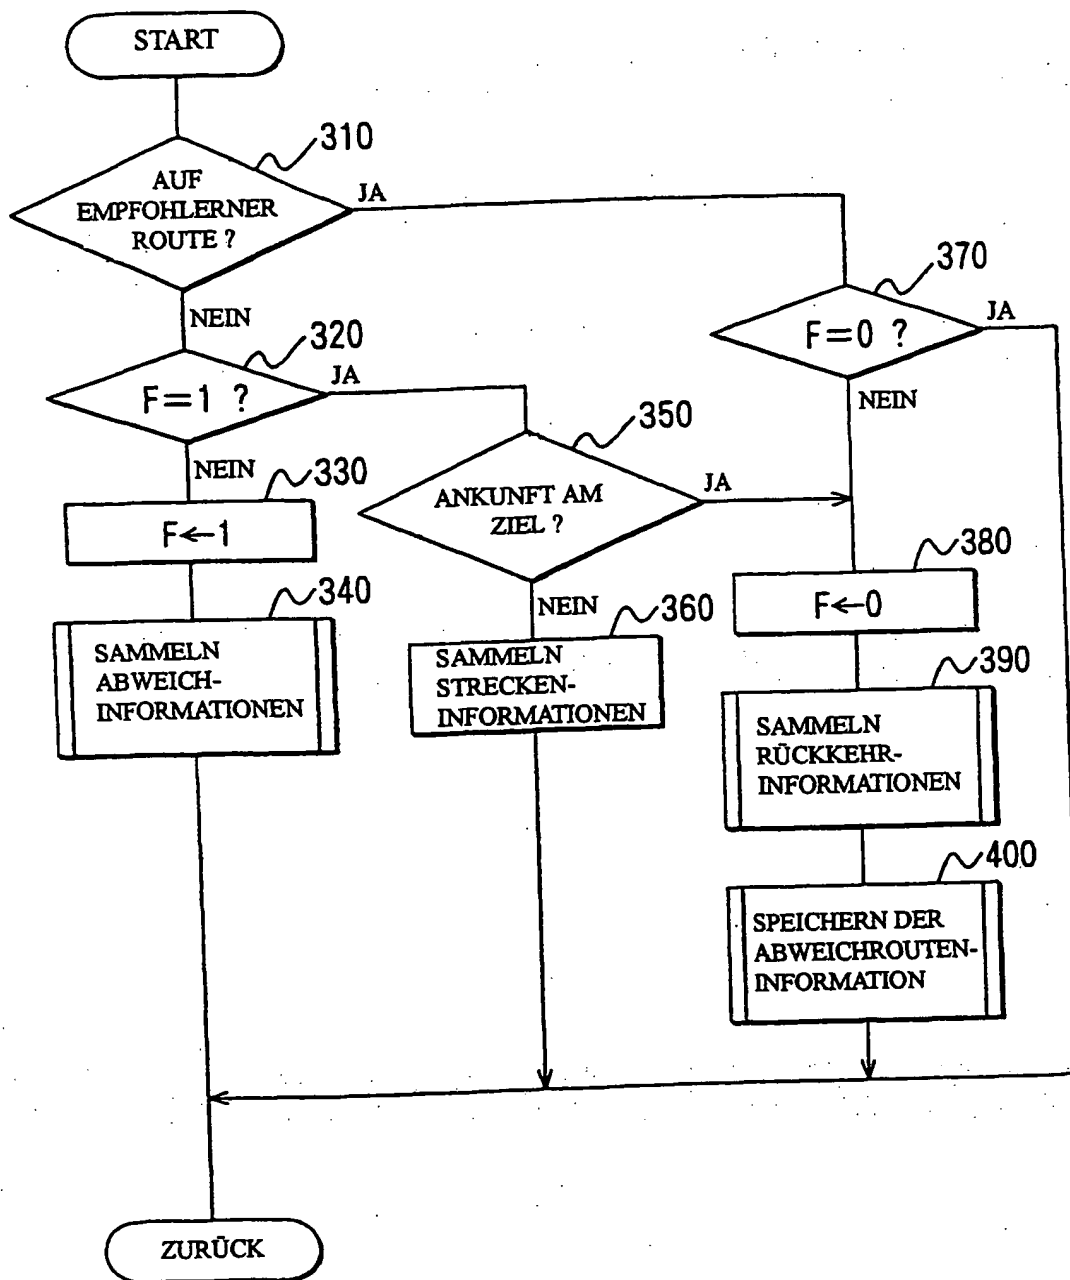 START
310
AUF
EMPFOHLERNER
ROUTE ?
JA
NEIN
320
F=1 ?
JA
NEIN
330
F←1
340
SAMMELN
ABWEICH-
INFORMATIONEN
350
ANKUNFT AM
ZIEL ?
JA
NEIN
360
SAMMELN
STRECKEN-
INFORMATIONEN
370
F=0 ?
JA
NEIN
380
F←0
390
SAMMELN
RÜCKKEHR-
INFORMATIONEN
400
SPEICHERN DER
ABWEICHROUTEN-
INFORMATION
ZURÜCK